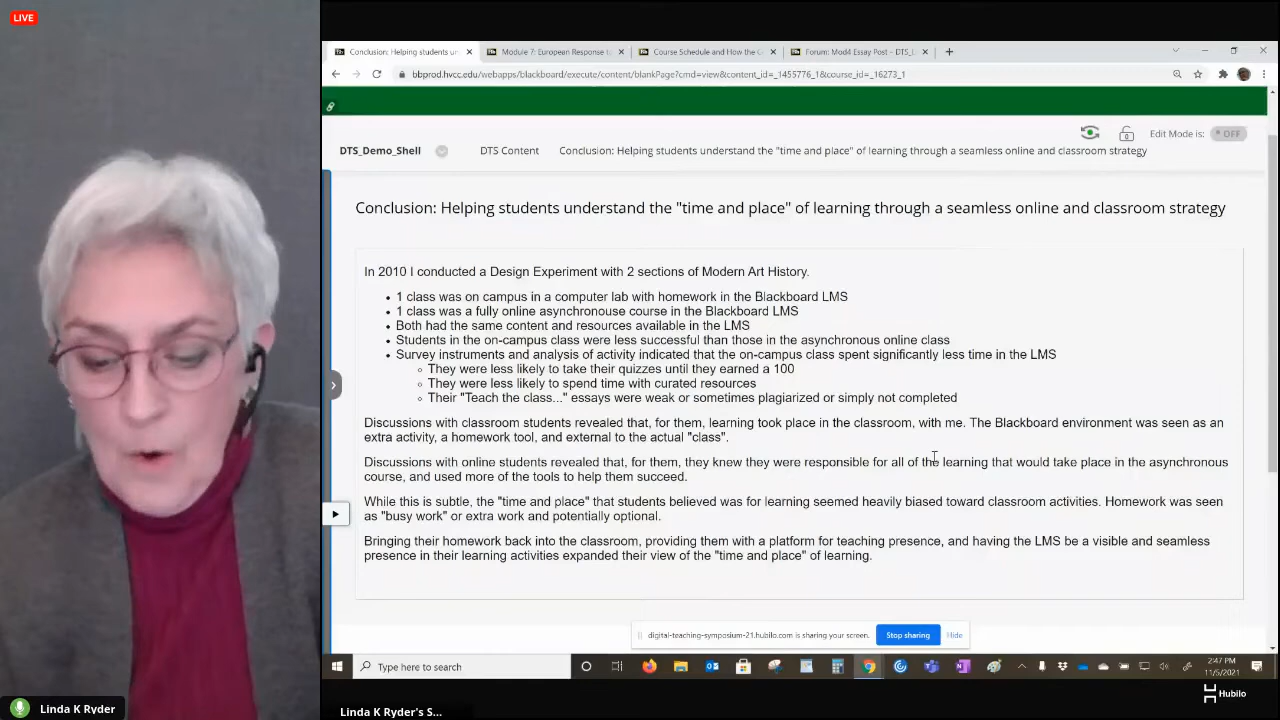 LIVE
Conclusion: Helping students un
Module 7: European Response to
Course Schedule and How the C
Forum: Mod4 Essay Post – DTS_D
bbprod.hvcc.edu/webapps/blackboard/execute/content/blankPage?cmd=view&content_id=_1455776_1&course_id=_16273_1
Edit Mode is: OFF
DTS_Demo_Shell DTS Content Conclusion: Helping students understand the "time and place" of learning through a seamless online and classroom strategy
Conclusion: Helping students understand the "time and place" of learning through a seamless online and classroom strategy
In 2010 I conducted a Design Experiment with 2 sections of Modern Art History.
1 class was on campus in a computer lab with homework in the Blackboard LMS
1 class was a fully online asynchronouse course in the Blackboard LMS
Both had the same content and resources available in the LMS
Students in the on-campus class were less successful than those in the asynchronous online class
Survey instruments and analysis of activity indicated that the on-campus class spent significantly less time in the LMS
They were less likely to take their quizzes until they earned a 100
They were less likely to spend time with curated resources
Their "Teach the class..." essays were weak or sometimes plagiarized or simply not completed
Discussions with classroom students revealed that, for them, learning took place in the classroom, with me. The Blackboard environment was seen as an
extra activity, a homework tool, and external to the actual "class".
Discussions with online students revealed that, for them, they knew they were responsible for all of the learning that would take place in the asynchronous
course, and used more of the tools to help them succeed.
While this is subtle, the "time and place" that students believed was for learning seemed heavily biased toward classroom activities. Homework was seen
as "busy work" or extra work and potentially optional.
Bringing their homework back into the classroom, providing them with a platform for teaching presence, and having the LMS be a visible and seamless
presence in their learning activities expanded their view of the "time and place" of learning.
digital-teaching-symposium-21.hubilo.com is sharing your screen. Stop sharing Hide
Type here to search
2:47 PM
11/5/2021
Linda K Ryder
Linda K Ryder's S...
Hubilo